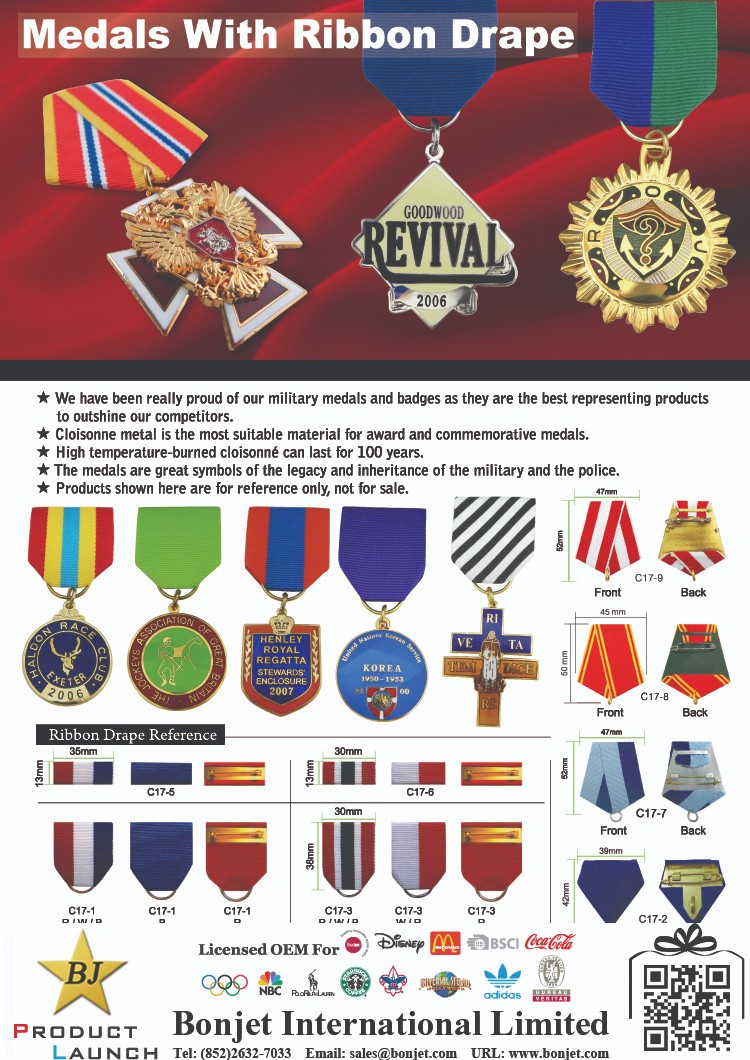 Medals With Ribbon Drape
GOODWOOD
REVIVAL
2006
R O U
?
★ We have been really proud of our military medals and badges as they are the best representing products
to outshine our competitors.
★ Cloisonne metal is the most suitable material for award and commemorative medals.
★ High temperature-burned cloisonné can last for 100 years.
★ The medals are great symbols of the legacy and inheritance of the military and the police.
★ Products shown here are for reference only, not for sale.
HALDON RACE CLUB
EXETER
2006
THE JOCKEYS ASSOCIATION OF GREAT BRITAIN
HENLEY
ROYAL
REGATTA
STEWARDS'
ENCLOSURE
2007
United Nations Korean Service
KOREA
1950 - 1953
00
RI
VE TA
TEM DICE
RE
47mm
52mm
C17-9
Front Back
45 mm
50 mm
C17-8
Front Back
47mm
52mm
C17-7
Front Back
39mm
42mm
C17-2
Ribbon Drape Reference
35mm
13mm
C17-5
30mm
13mm
C17-6
30mm
38mm
C17-1 C17-1 C17-1
C17-3 C17-3 C17-3
R / W / B B R
R / W / B W / R R
BJ
PRODUCT
LAUNCH
Licensed OEM For
Disney
McDonald's
BSCI
Coca-Cola
NBC
POLO RALPH LAUREN
STARBUCKS
UNIVERSAL STUDIOS
adidas
BUREAU
VERITAS
Bonjet International Limited
Tel: (852)2632-7033 Email: sales@bonjet.com URL: www.bonjet.com